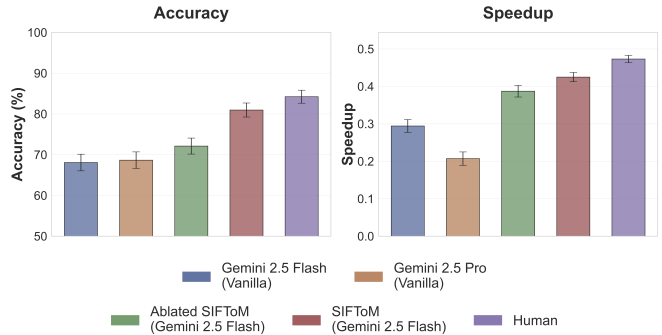 Accuracy
Speedup
100
90
80
70
60
50
Accuracy (%)
0.5
0.4
0.3
0.2
0.1
0.0
Speedup
Gemini 2.5 Flash
(Vanilla)
Gemini 2.5 Pro
(Vanilla)
Ablated SIFToM
(Gemini 2.5 Flash)
SIFToM
(Gemini 2.5 Flash)
Human